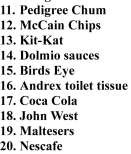 11. Pedigree Chum
12. McCain Chips
13. Kit-Kat
14. Dolmio sauces
15. Birds Eye
16. Andrex toilet tissue
17. Coca Cola
18. John West
19. Maltesers
20. Nescafe